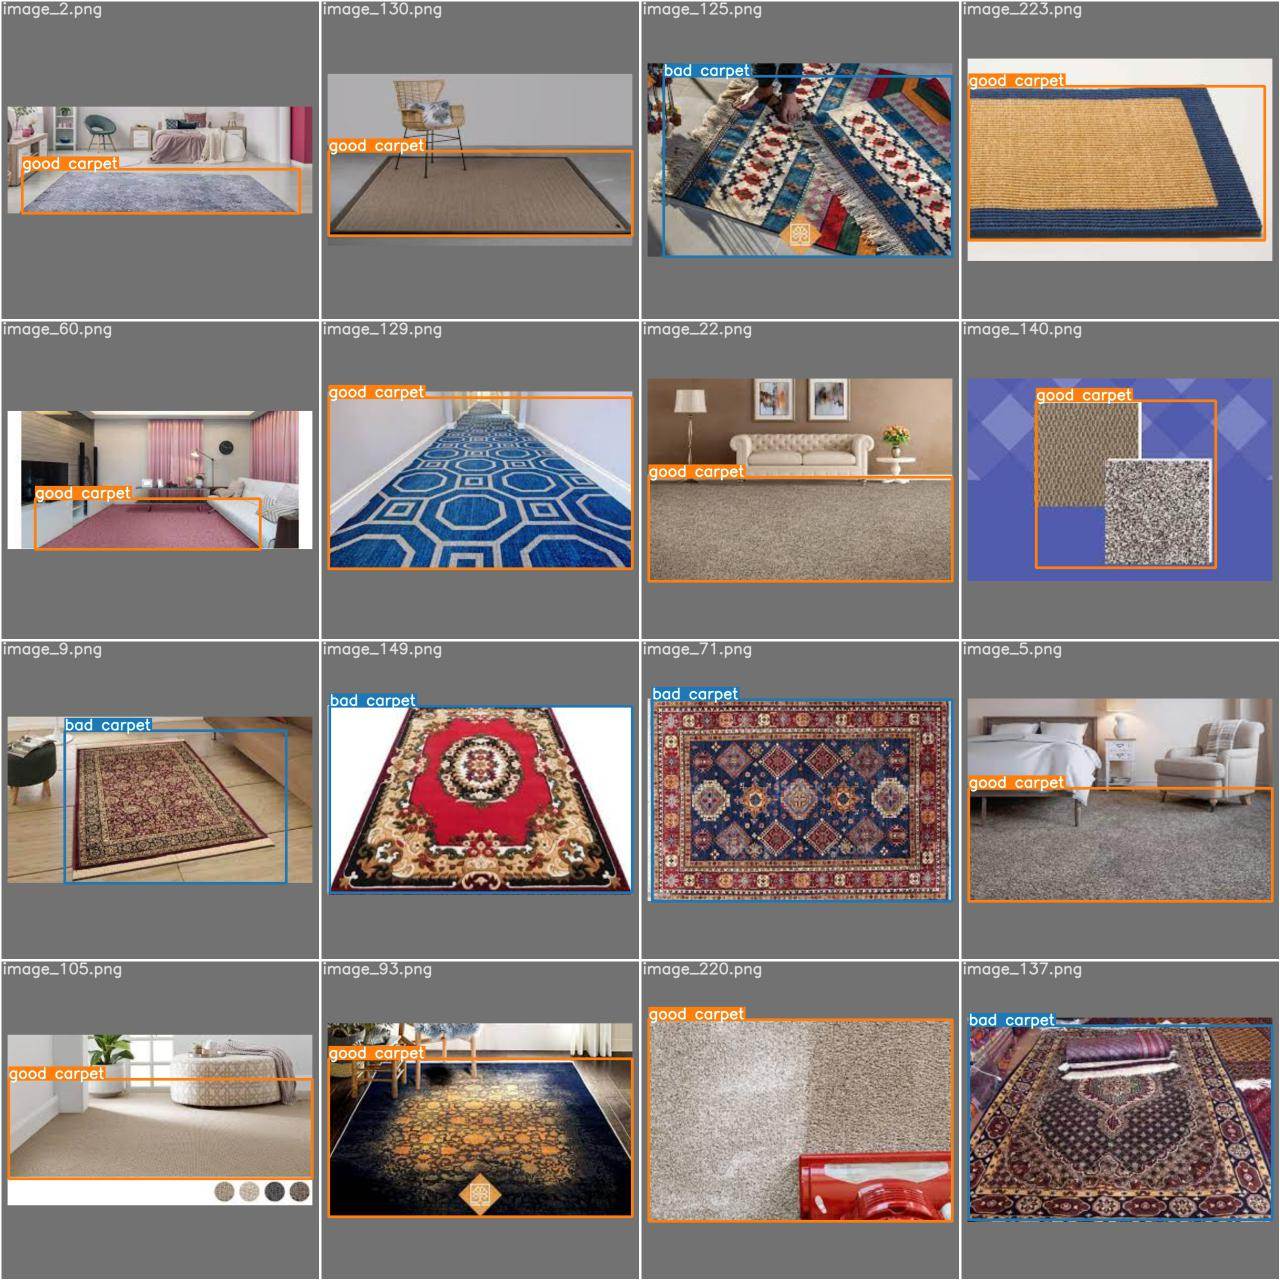 image_2.png
image_130.png
image_125.png
image_223.png
good carpet
good carpet
bad carpet
good carpet
image_60.png
image_129.png
image_22.png
image_140.png
good carpet
good carpet
good carpet
good carpet
image_9.png
image_149.png
image_71.png
image_5.png
bad carpet
bad carpet
bad carpet
good carpet
image_105.png
image_93.png
image_220.png
image_137.png
good carpet
good carpet
good carpet
bad carpet